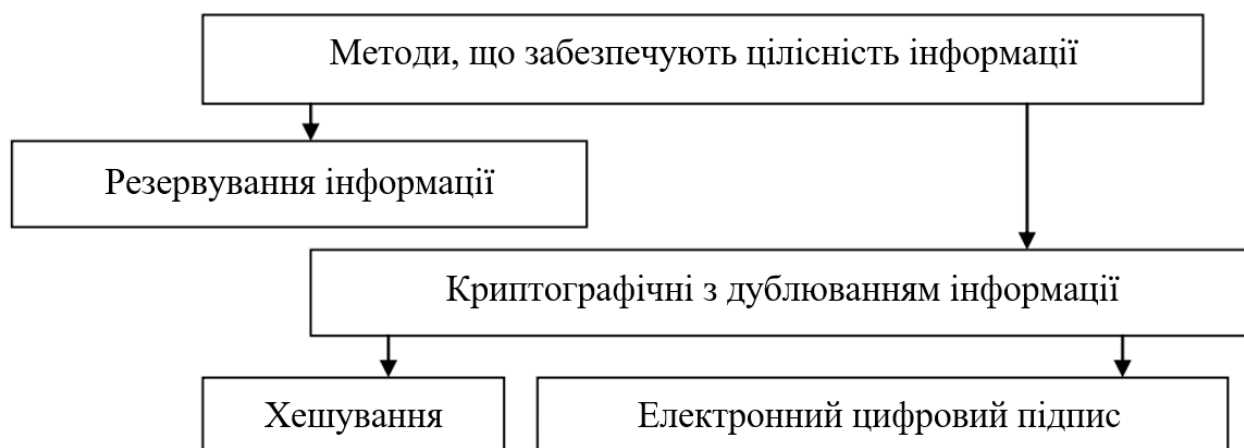 Методи, що забезпечують цілісність інформації
Резервування інформації
Криптографічні з дублюванням інформації
Хешування
Електронний цифровий підпис